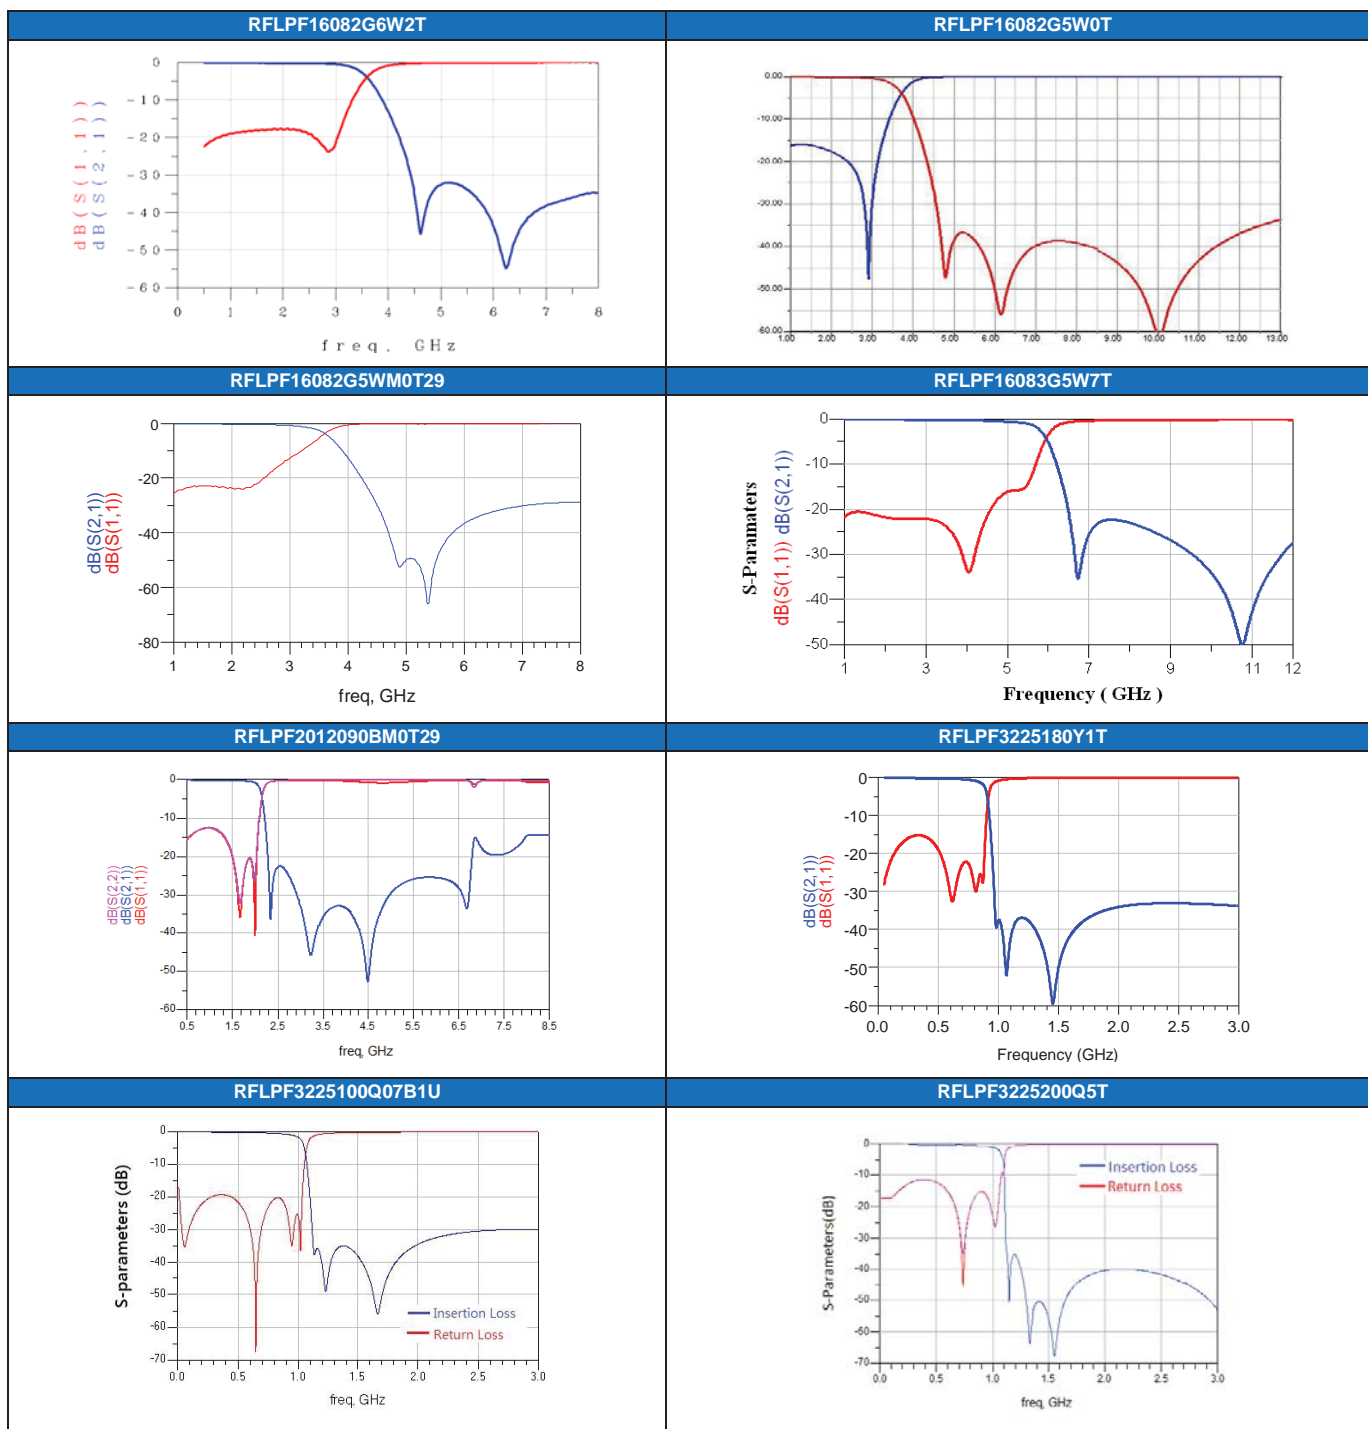 RFLPF16082G6W2T
dB(S(1,1))
dB(S(2,1))
0
-10
-20
-30
-40
-50
-60
0 1 2 3 4 5 6 7 8
freq, GHz
RFLPF16082G5W0T
0.00
-10.00
-20.00
-30.00
-40.00
-50.00
-60.00
1.00 2.00 3.00 4.00 5.00 6.00 7.00 8.00 9.00 10.00 11.00 12.00 13.00
RFLPF16082G5WM0T29
dB(S(2,1))
dB(S(1,1))
0
-20
-40
-60
-80
1 2 3 4 5 6 7 8
freq, GHz
RFLPF16083G5W7T
S-Paramaters
dB(S(1,1)) dB(S(2,1))
0
-10
-20
-30
-40
-50
1 3 5 7 9 11 12
Frequency ( GHz )
RFLPF2012090BM0T29
dB(S(2,2))
dB(S(2,1))
dB(S(1,1))
0
-10
-20
-30
-40
-50
-60
0.5 1.5 2.5 3.5 4.5 5.5 6.5 7.5 8.5
freq, GHz
RFLPF3225180Y1T
dB(S(2,1))
dB(S(1,1))
0
-10
-20
-30
-40
-50
-60
0.0 0.5 1.0 1.5 2.0 2.5 3.0
Frequency (GHz)
RFLPF3225100Q07B1U
S-parameters (dB)
0
-10
-20
-30
-40
-50
-60
-70
Insertion Loss
Return Loss
0.0 0.5 1.0 1.5 2.0 2.5 3.0
freq, GHz
RFLPF3225200Q5T
S-Parameters(dB)
0
-10
-20
-30
-40
-50
-60
-70
Insertion Loss
Return Loss
0.0 0.5 1.0 1.5 2.0 2.5 3.0
freq, GHz